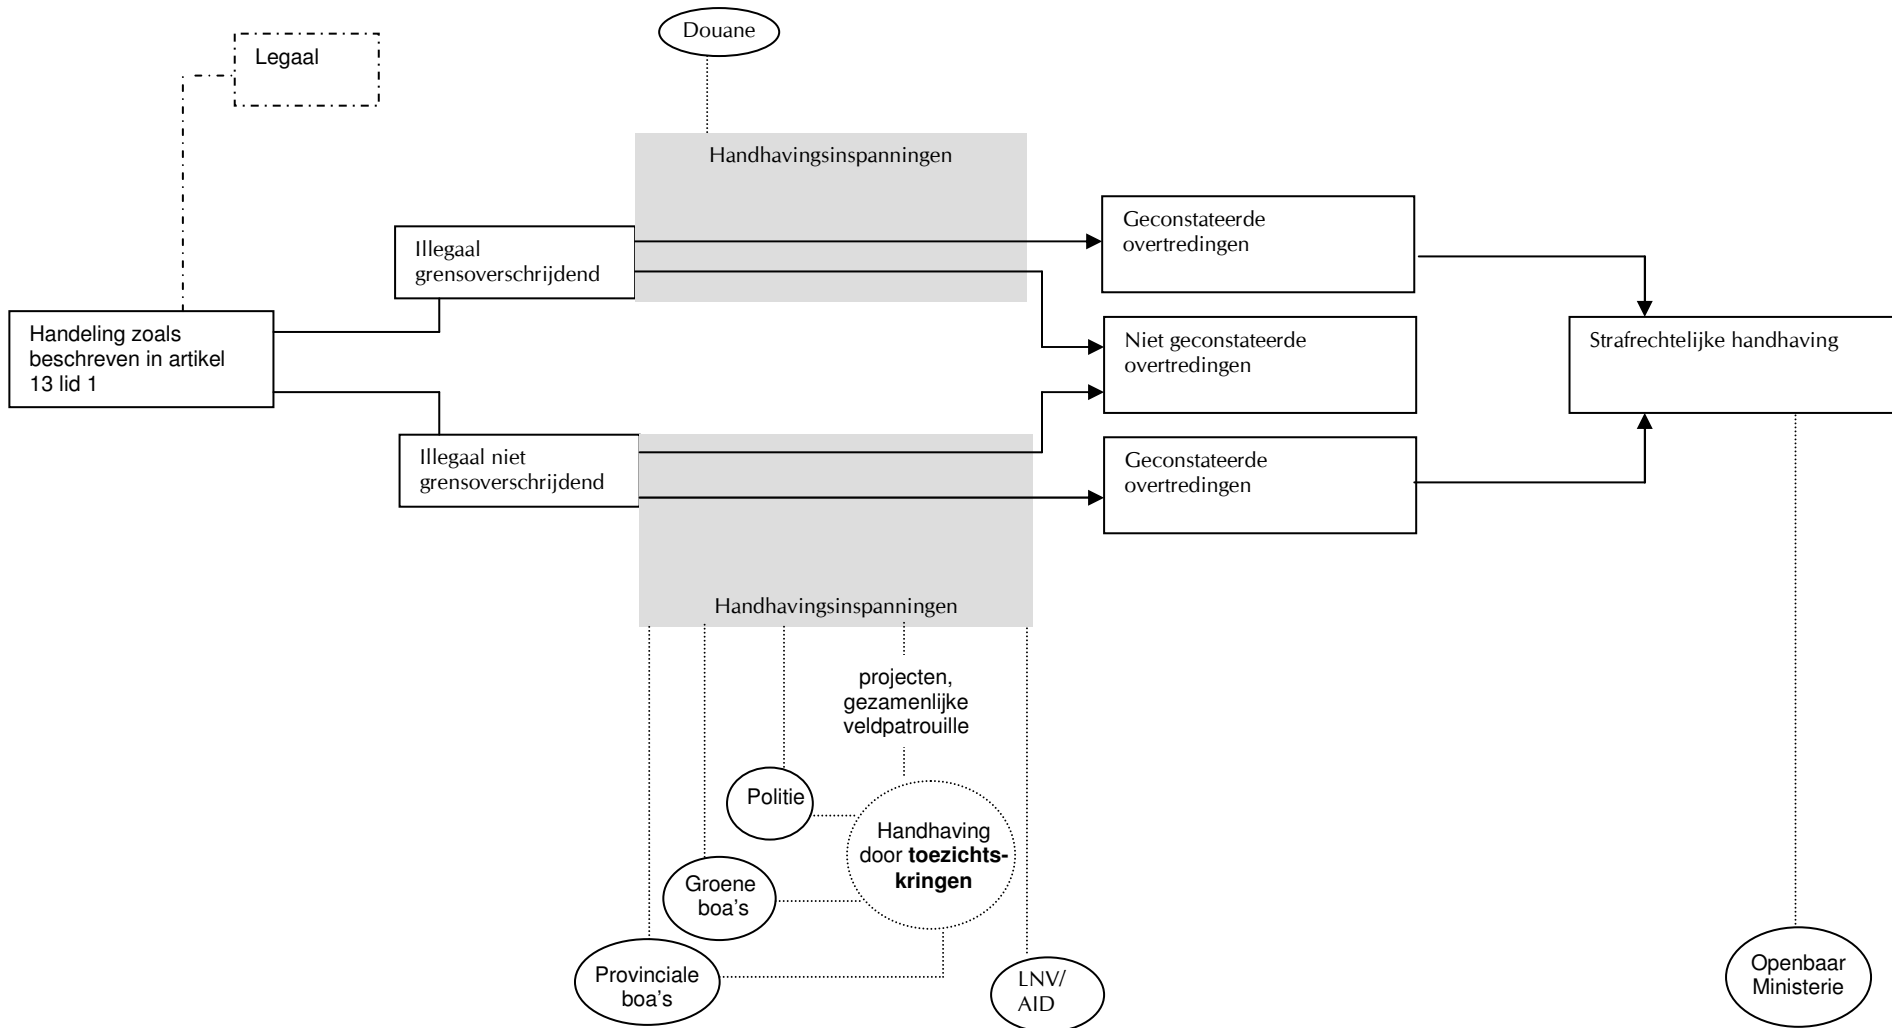 Douane
Legaal
Handhavingsinspanningen
Geconstateerde
overtredingen
Illegaal
grensoverschrijdend
Handeling zoals
beschreven in artikel
13 lid 1
Niet geconstateerde
overtredingen
Strafrechtelijke handhaving
Illegaal niet
grensoverschrijdend
Geconstateerde
overtredingen
Handhavingsinspanningen
projecten,
gezamenlijke
veldpatrouille
Politie
Handhaving
door toezichts-
kringen
Groene
boa's
Provinciale
boa's
LNV/
AID
Openbaar
Ministerie